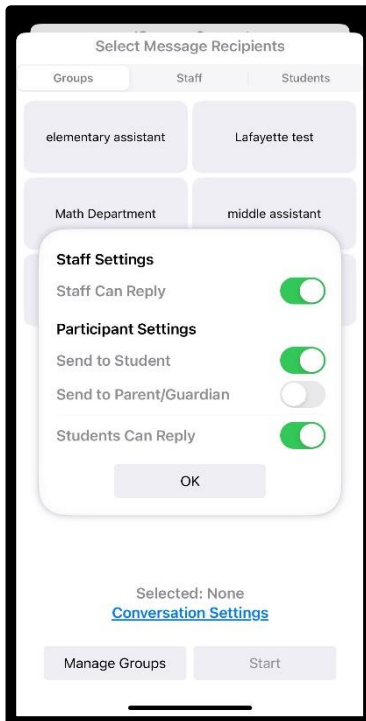 Select Message Recipients
Groups Staff Students
elementary assistant Lafayette test
Math Department middle assistant
Staff Settings
Staff Can Reply
Participant Settings
Send to Student
Send to Parent/Guardian
Students Can Reply
OK
Selected: None
Conversation Settings
Manage Groups Start